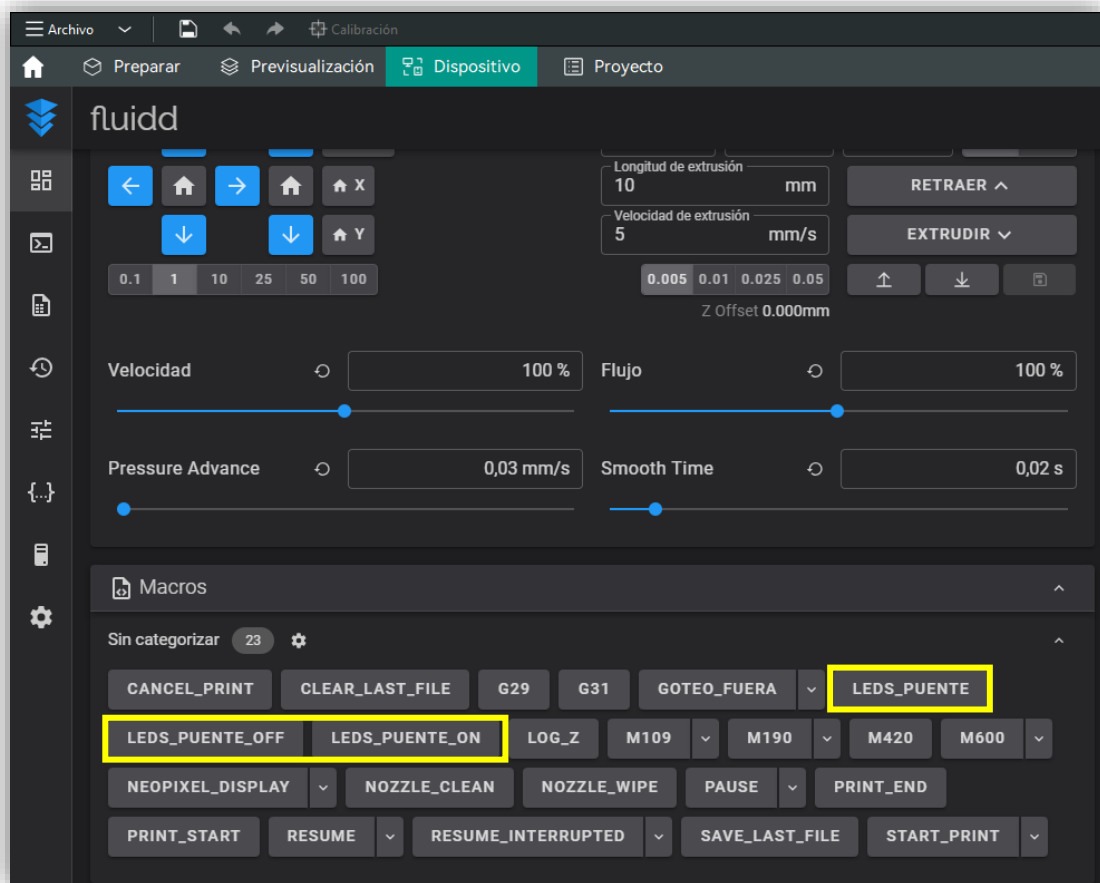 Archivo Calibración
Preparar Previsualización Dispositivo Proyecto
fluidd
Longitud de extrusión
X 10 mm RETRAER
Velocidad de extrusión
Y 5 mm/s EXTRUDIR
0.1 1 10 25 50 100 0.005 0.01 0.025 0.05
Z Offset 0.000mm
Velocidad 100 % Flujo 100 %
Pressure Advance 0,03 mm/s Smooth Time 0,02 s
{...}
Macros
Sin categorizar 23
CANCEL_PRINT CLEAR_LAST_FILE G29 G31 GOTEO_FUERA LEDS_PUENTE
LEDS_PUENTE_OFF LEDS_PUENTE_ON LOG_Z M109 M190 M420 M600
NEOPIXEL_DISPLAY NOZZLE_CLEAN NOZZLE_WIPE PAUSE PRINT_END
PRINT_START RESUME RESUME_INTERRUPTED SAVE_LAST_FILE START_PRINT